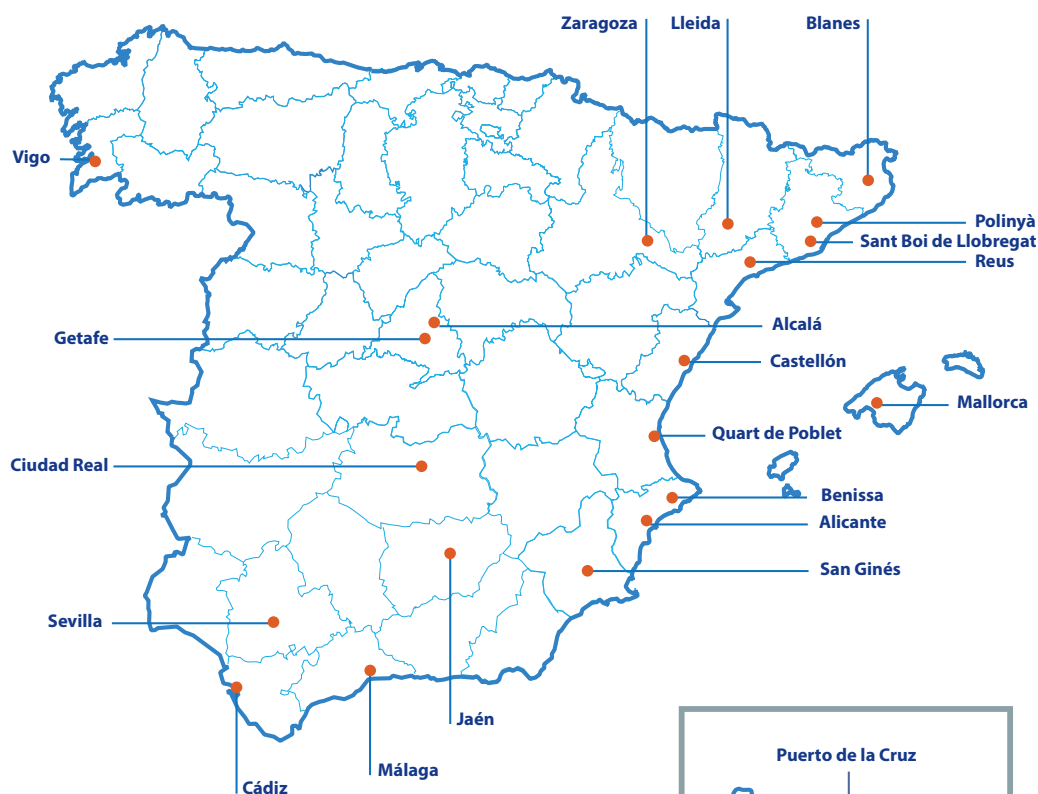 Zaragoza
Lleida
Blanes
Vigo
Polinyà
Sant Boi de Llobregat
Reus
Alcalá
Getafe
Castellón
Mallorca
Quart de Poblet
Ciudad Real
Benissa
Alicante
San Ginés
Sevilla
Jaén
Puerto de la Cruz
Málaga
Cádiz